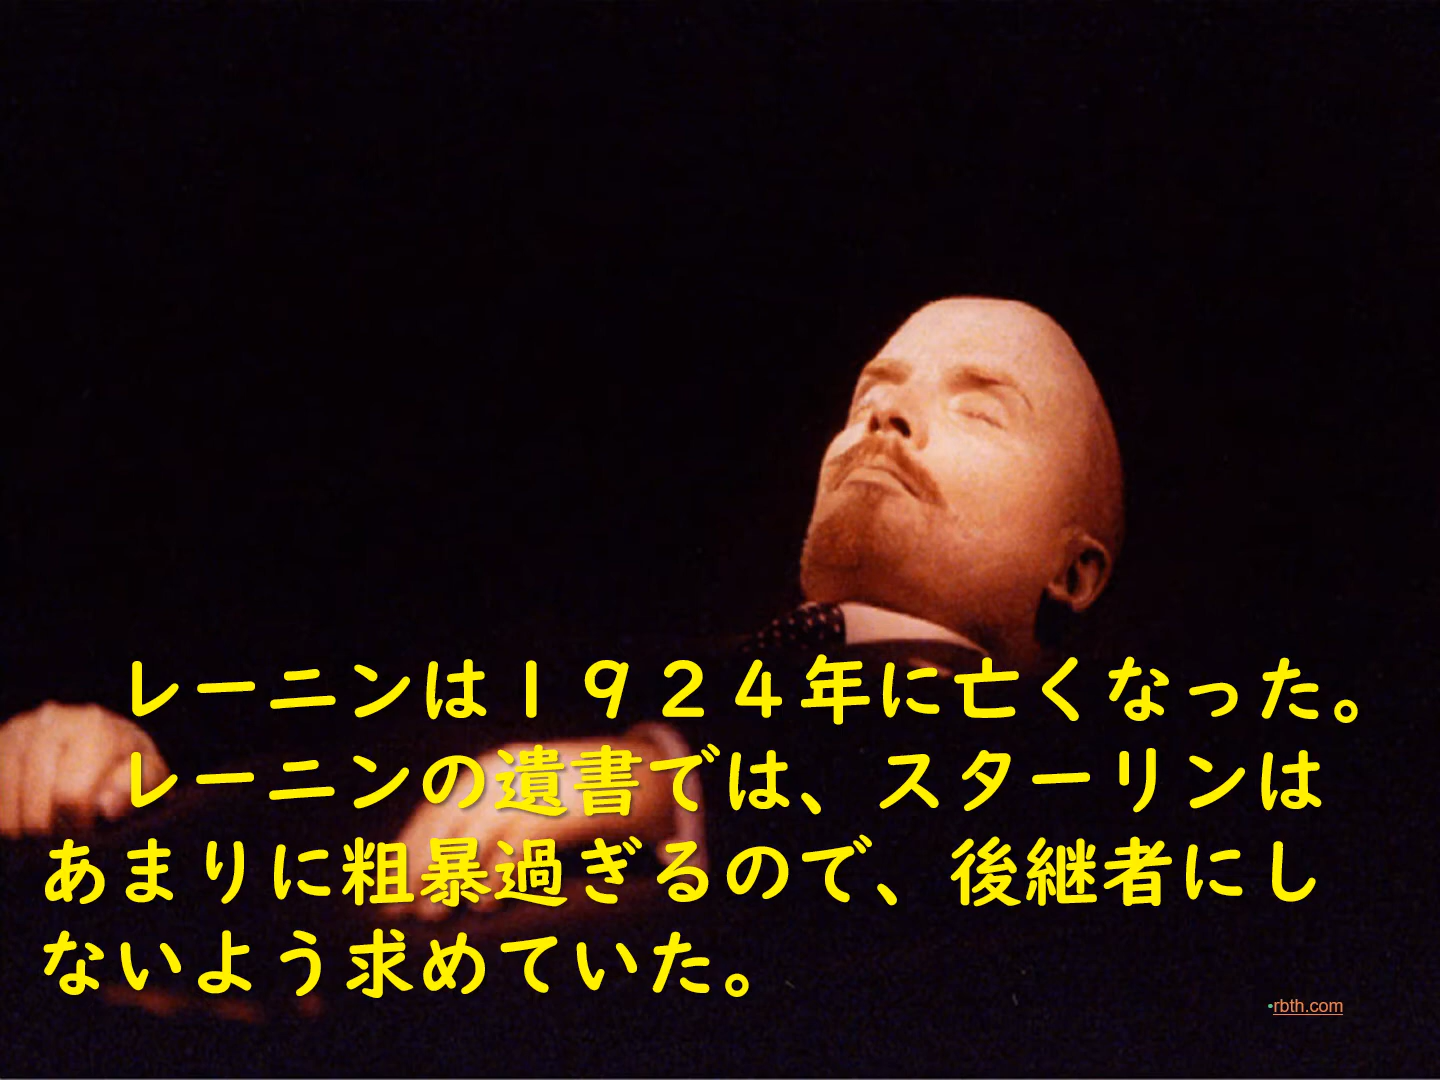 レーニンは１９２４年に亡くなった。
レーニンの遺書では、スターリンは
あまりに粗暴過ぎるので、後継者にし
ないよう求めていた。
•rbth.com